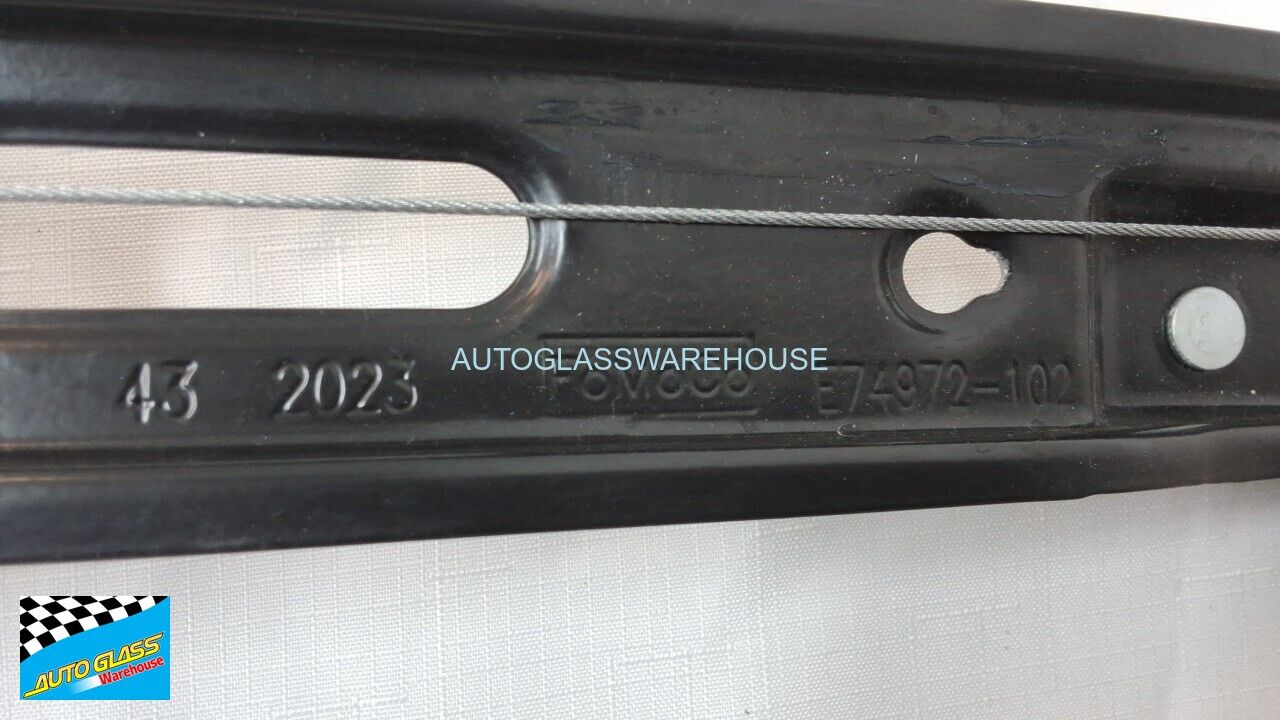 AUTOGLASSWAREHOUSE
43 2023 E74972-102
AUTO GLASS
Warehouse